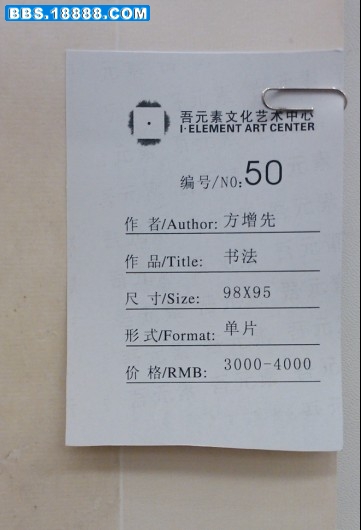 BBS.18888.COM
吾元素文化艺术中心
I·ELEMENT ART CENTER
编号/NO:50
作 者/Author: 方增先
作 品/Title: 书法
尺 寸/Size: 98X95
形 式/Format: 单片
价 格/RMB: 3000-4000